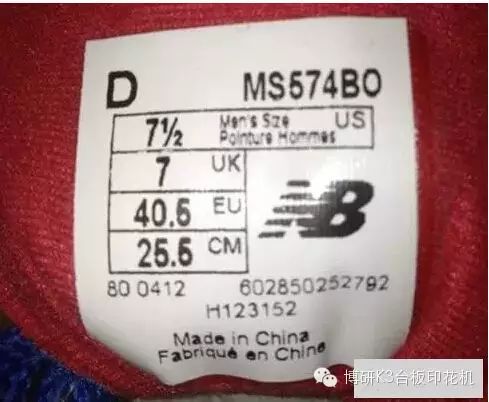 D MS574BO
7½ Men's Size US
Pointure Hommes
7 UK
40.5 EU
25.5 CM
NB
80 0412 602850252792
H123152
Made in China
Fabriqué en Chine
博研K3台板印花机